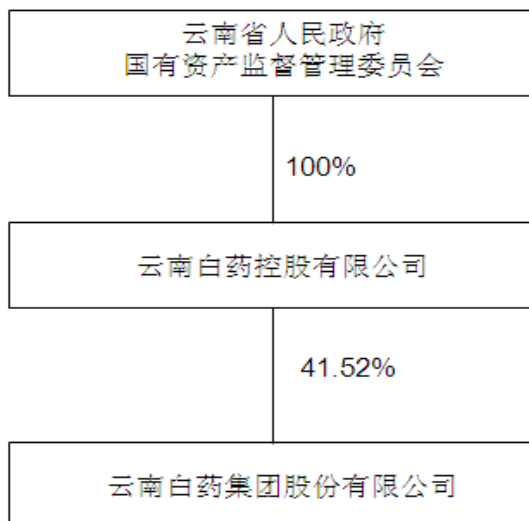 云南省人民政府
国有资产监督管理委员会
100%
云南白药控股有限公司
41.52%
云南白药集团股份有限公司